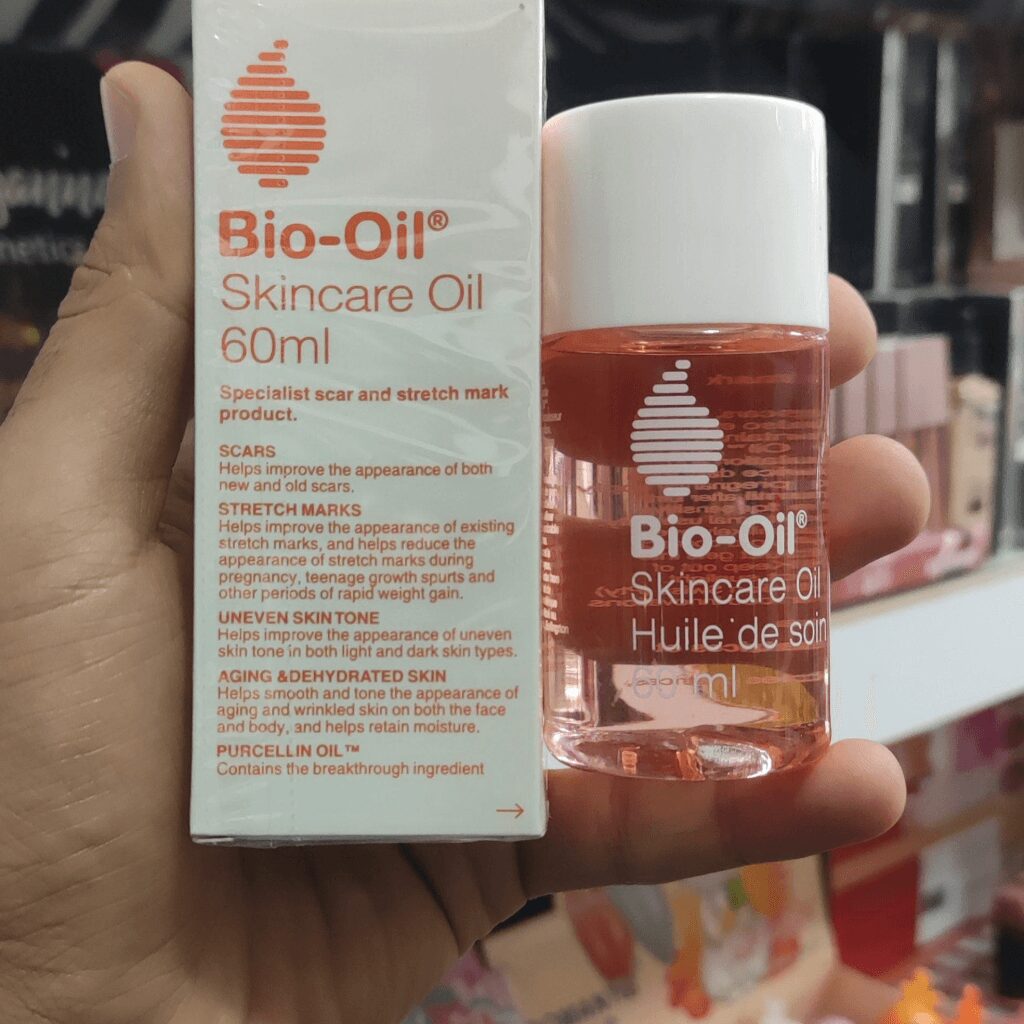 Bio-Oil®
Skincare Oil
60ml
Specialist scar and stretch mark
product.
SCARS
Helps improve the appearance of both
new and old scars.
STRETCH MARKS
Helps improve the appearance of existing
stretch marks, and helps reduce the
appearance of stretch marks during
pregnancy, teenage growth spurts and
other periods of rapid weight gain.
UNEVEN SKIN TONE
Helps improve the appearance of uneven
skin tone in both light and dark skin types.
AGING &DEHYDRATED SKIN
Helps smooth and tone the appearance of
aging and wrinkled skin on both the face
and body, and helps retain moisture.
PURCELLIN OIL™
Contains the breakthrough ingredient
→
Bio-Oil®
Skincare Oil
Huile de soin
60 ml